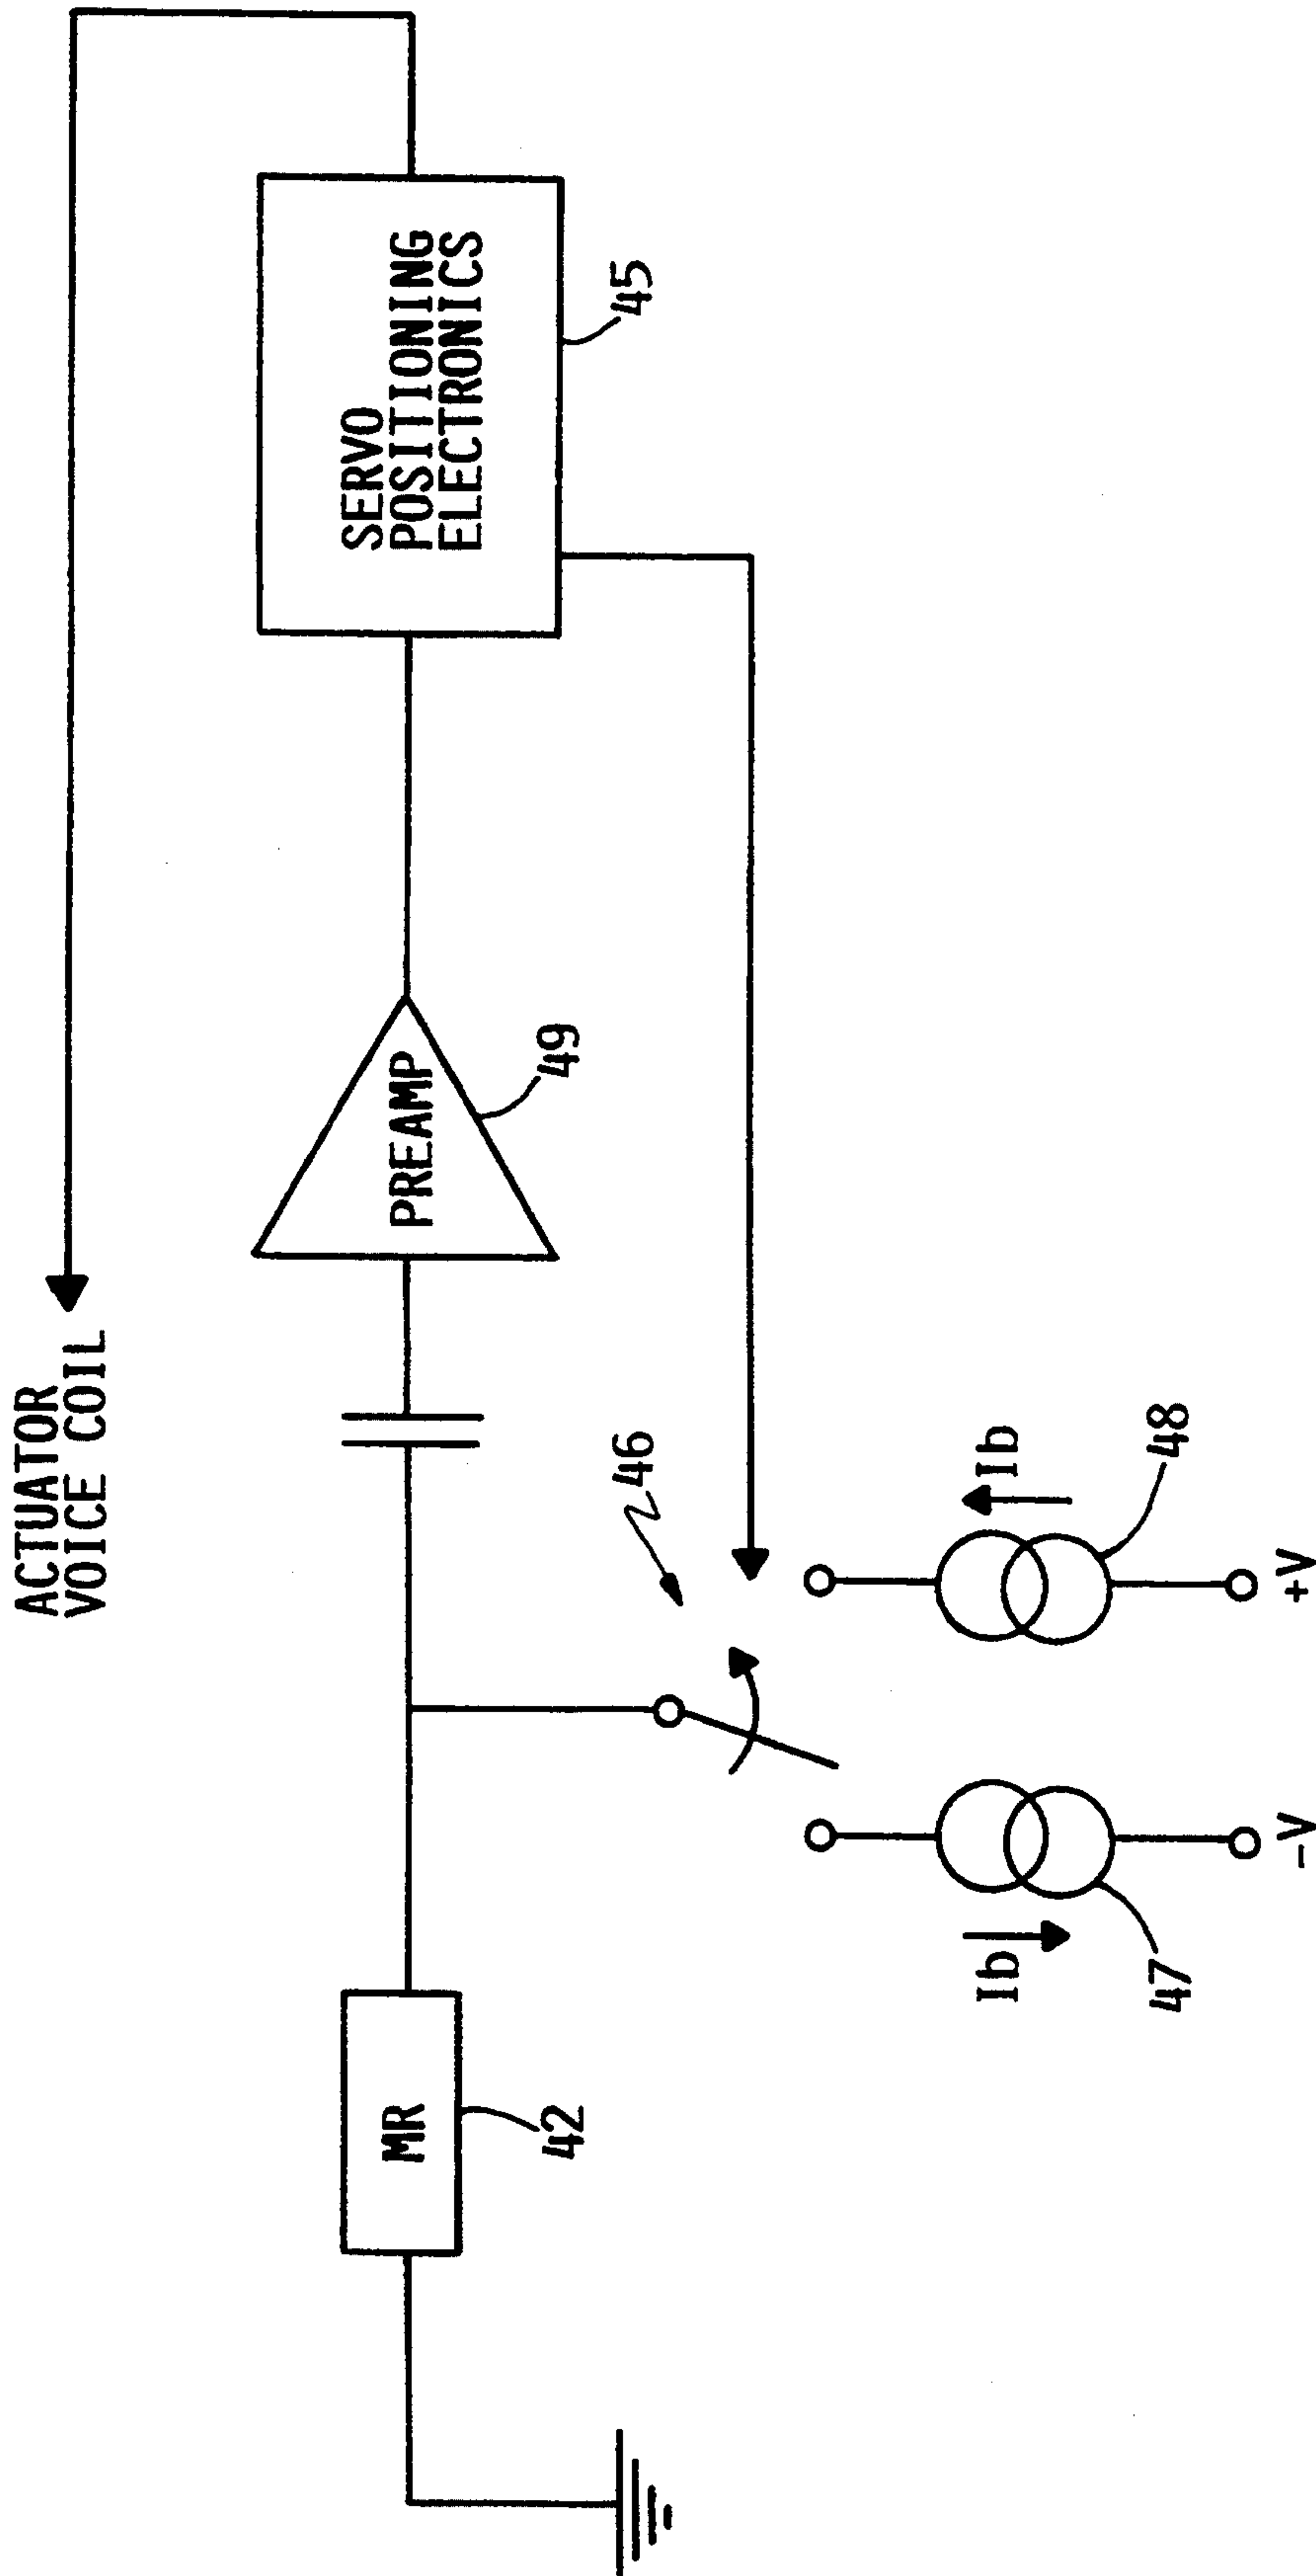 ACTUATOR
VOICE COIL
MR
42
PREAMP
49
SERVO
POSITIONING
ELECTRONICS
45
46
Ib
47
-V
Ib
48
+V